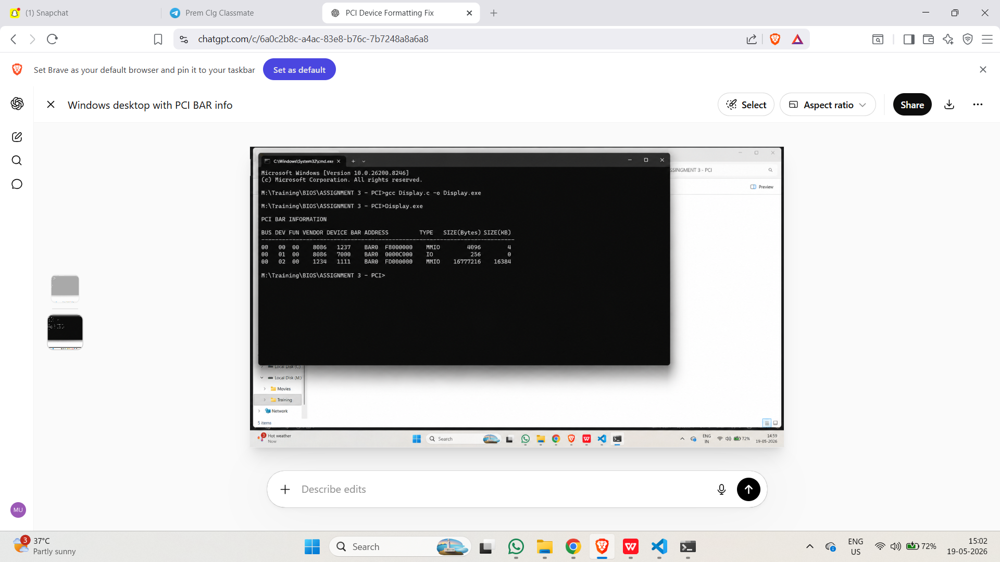 (1) Snapchat
Prem Clg Classmate
PCI Device Formatting Fix
chatgpt.com/c/6a0c2b8c-a4ac-83e8-b76c-7b7248a8a6a8
Set Brave as your default browser and pin it to your taskbar
Set as default
Windows desktop with PCI BAR info
Select
Aspect ratio
Share
C:\Windows\System32\cmd.exe
Microsoft Windows [Version 10.0.26200.8246]
(c) Microsoft Corporation. All rights reserved.
SSINGMENT 3 - PCI
Preview
M:\Training\BIOS\ASSIGNMENT 3 - PCI>gcc Display.c -o Display.exe
M:\Training\BIOS\ASSIGNMENT 3 - PCI>Display.exe
PCI BAR INFORMATION
BUS DEV FUN VENDOR DEVICE BAR ADDRESS TYPE SIZE(Bytes) SIZE(KB)
00 00 00 8086 1237 BAR0 F8000000 MMIO 4096 4
00 01 00 8086 7000 BAR0 0000C000 IO 256 0
00 02 00 1234 1111 BAR0 FD000000 MMIO 16777216 16384
M:\Training\BIOS\ASSIGNMENT 3 - PCI>
Local Disk (C:)
Local Disk (M:)
Movies
Training
Network
5 items
3
Hot weather
Now
Search
ENG
IN
72%
14:59
19-05-2026
Describe edits
MU
3
37°C
Partly sunny
Search
ENG
US
72%
15:02
19-05-2026